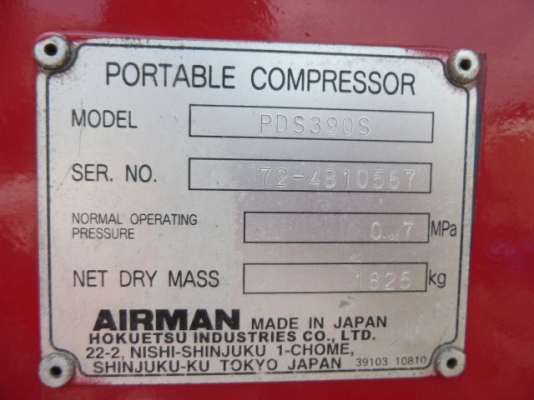 PORTABLE COMPRESSOR
MODEL PDS390S
SER. NO. 72-4B10567
NORMAL OPERATING PRESSURE 0.7 MPa
NET DRY MASS 1825 kg
AIRMAN MADE IN JAPAN
HOKUETSU INDUSTRIES CO., LTD.
22-2, NISHI-SHINJUKU 1-CHOME,
SHINJUKU-KU TOKYO JAPAN 39103 10810